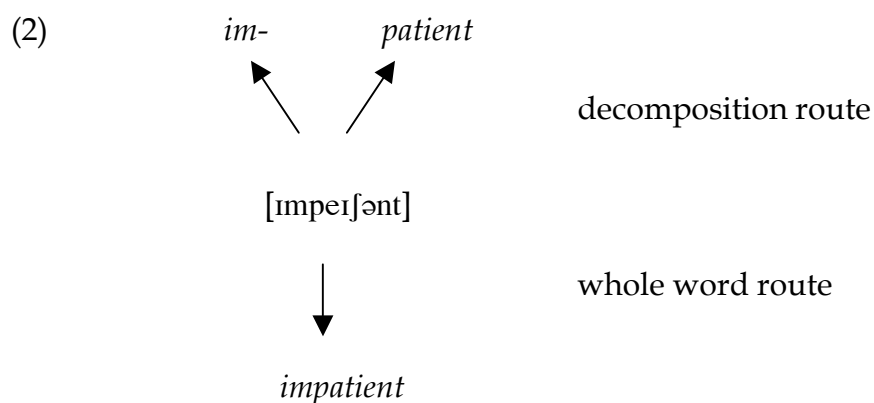 (2) im- patient
decomposition route
[ɪmpeɪʃənt]
whole word route
impatient